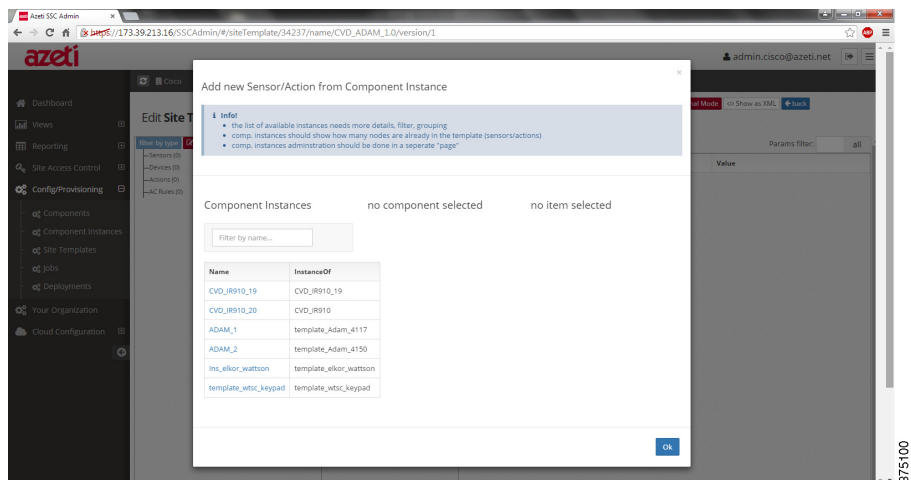 Azeti SSC Admin
https://173.39.213.16/SSCAdmin/#/siteTemplate/34237/name/CVD_ADAM_1.0/version/1
azeti
admin.cisco@azeti.net
Cisco
Dashboard
Views
Reporting
Site Access Control
Config/Provisioning
Components
Component Instances
Site Templates
Jobs
Deployments
Your Organization
Cloud Configuration
Edit Site T
filter by type
Sensors (0)
Devices (0)
Actions (0)
AC Rules (0)
Add new Sensor/Action from Component Instance
×
i Info!
• the list of available instances needs more details, filter, grouping
• comp. instances should show how many nodes are already in the template (sensors/actions)
• comp. instances adminstration should be done in a seperate "page"
Component Instances no component selected no item selected
Filter by name...
Name InstanceOf
CVD_IR910_19 CVD_IR910_19
CVD_IR910_20 CVD_IR910
ADAM_1 template_Adam_4117
ADAM_2 template_Adam_4150
Ins_elkor_wattson template_elkor_wattson
template_wtsc_keypad template_wtsc_keypad
Ok
al Mode </> Show as XML back
Params filter: all
Value
375100